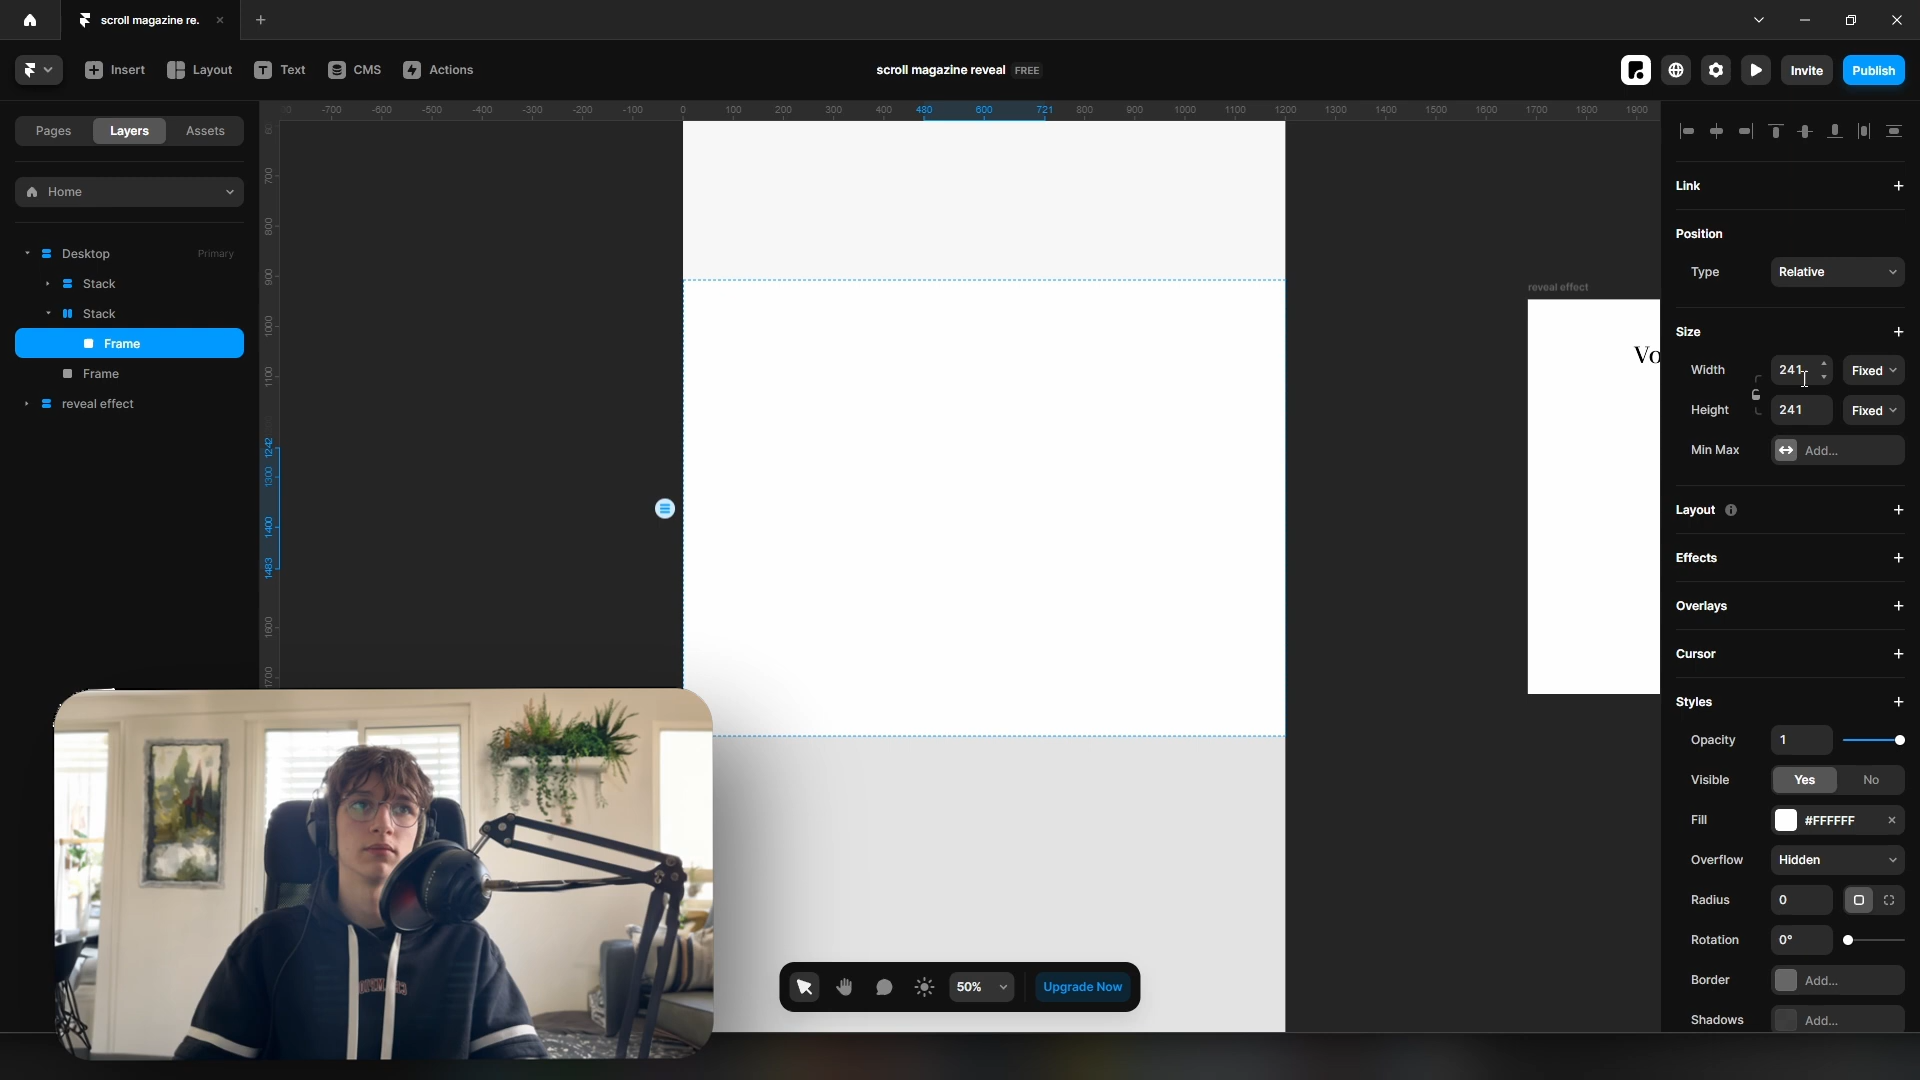 scroll magazine re.
Insert
Layout
Text
CMS
Actions
scroll magazine reveal FREE
Invite
Publish
-700 -600 -500 -400 -300 -200 -100 0 100 200 300 400 480 600 721 800 900 1000 1100 1200 1300 1400 1500 1600 1700 1800 1900
Pages
Layers
Assets
Home
Desktop
Primary
Stack
Stack
Frame
Frame
reveal effect
700
800
900
1000
1100
1242
1300
1400
1483
1600
1700
reveal effect
Vo
50%
Upgrade Now
Link
Position
Type Relative
Size
Width 241 Fixed
Height 241 Fixed
Min Max Add...
Layout
Effects
Overlays
Cursor
Styles
Opacity 1
Visible Yes No
Fill #FFFFFF
Overflow Hidden
Radius 0
Rotation 0°
Border Add...
Shadows Add...